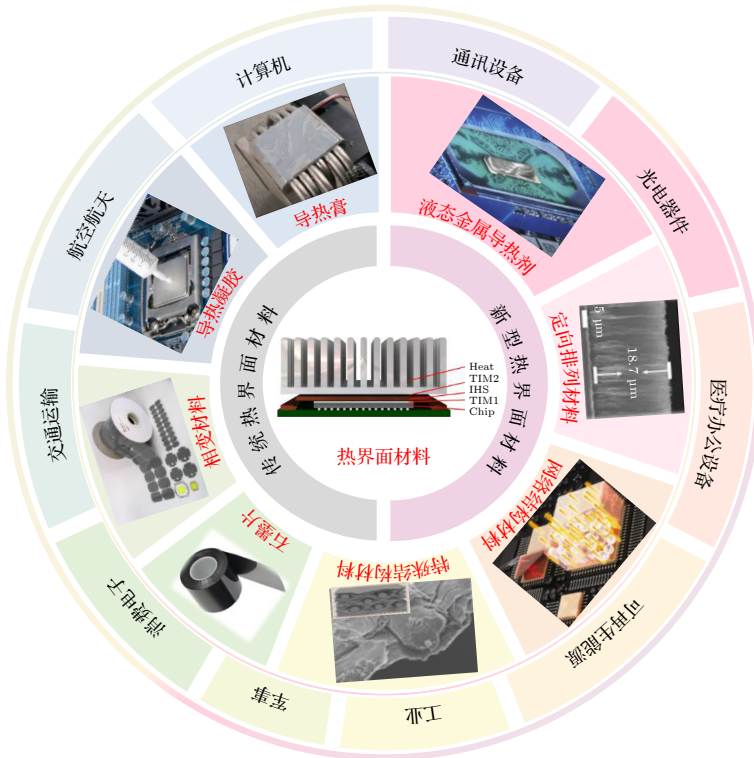 计算机
通讯设备
光电器件
医疗办公设备
可再生能源
工业
军事
消费电子
交通运输
航空航天
导热膏
液态金属导热剂
定向排列材料
网络结构材料
特殊结构材料
石墨片
相变材料
导热凝胶
传统热界面材料
新型热界面材料
Heat
TIM2
IHS
TIM1
Chip
热界面材料
5 μm
18.7 μm